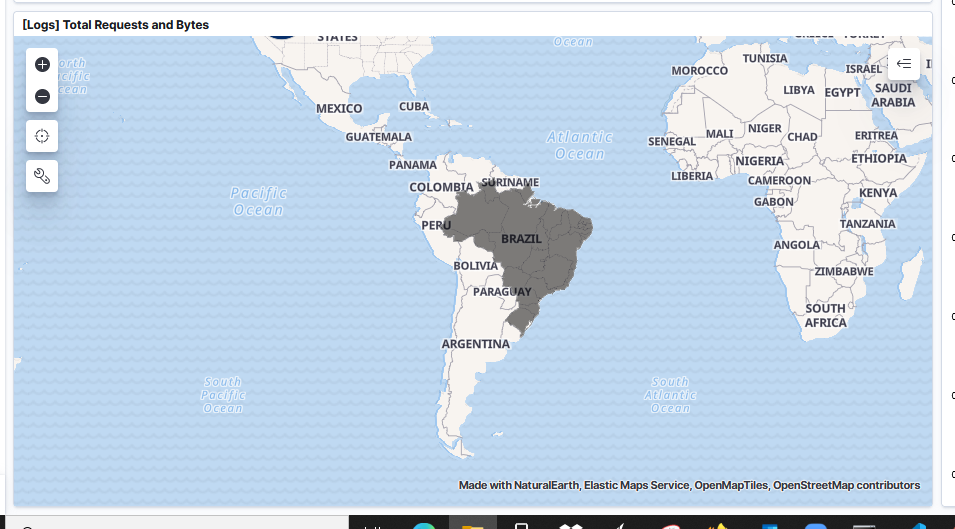 [Logs] Total Requests and Bytes
STATES
Ocean
North
Pacific
Ocean
MOROCCO
TUNISIA
ISRAEL
LIBYA
EGYPT
SAUDI
ARABIA
MEXICO
CUBA
GUATEMALA
Atlantic
Ocean
SENEGAL
MALI
NIGER
CHAD
ERITREA
PANAMA
NIGERIA
ETHIOPIA
LIBERIA
CAMEROON
COLOMBIA
SURINAME
KENYA
Pacific
Ocean
GABON
PERU
BRAZIL
TANZANIA
ANGOLA
BOLIVIA
ZIMBABWE
PARAGUAY
SOUTH
AFRICA
ARGENTINA
South
Pacific
Ocean
South
Atlantic
Ocean
Made with NaturalEarth, Elastic Maps Service, OpenMapTiles, OpenStreetMap contributors